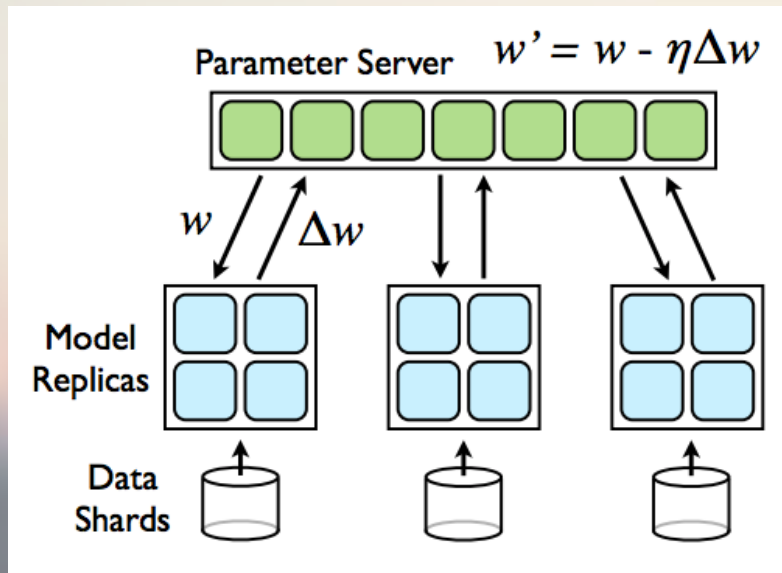 Parameter Server w’ = w - ηΔw
w
Δw
Model
Replicas
Data
Shards